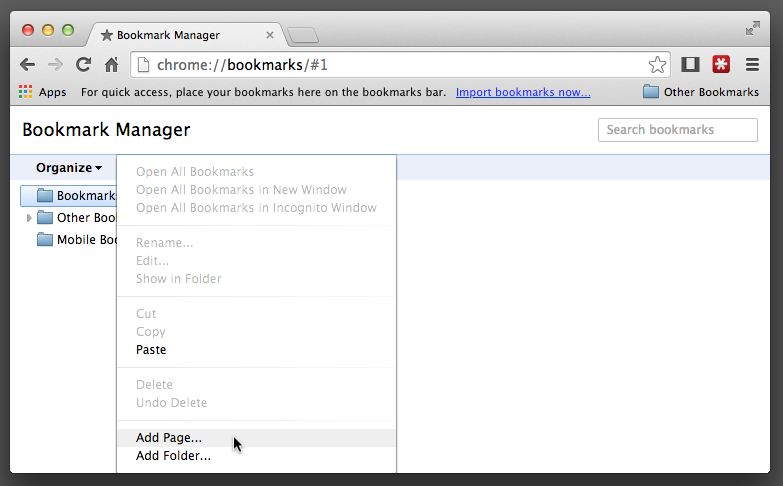 Bookmark Manager
chrome://bookmarks/#1
Apps For quick access, place your bookmarks here on the bookmarks bar. Import bookmarks now... Other Bookmarks
Bookmark Manager
Search bookmarks
Organize
Bookmarks
Other Boo
Mobile Bo
Open All Bookmarks
Open All Bookmarks in New Window
Open All Bookmarks in Incognito Window
Rename...
Edit...
Show in Folder
Cut
Copy
Paste
Delete
Undo Delete
Add Page...
Add Folder...